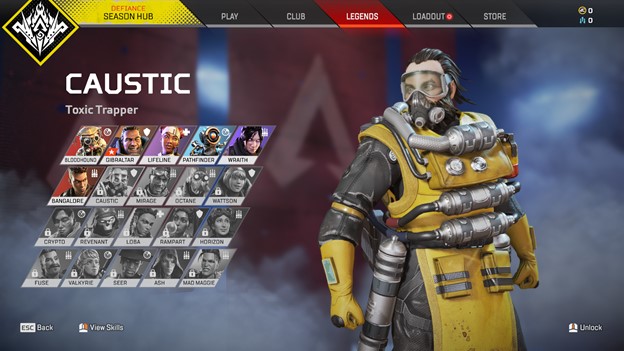 DEFIANCE
SEASON HUB
PLAY
CLUB
LEGENDS
LOADOUT
STORE
0
0
CAUSTIC
Toxic Trapper
BLOODHOUND
GIBRALTAR
LIFELINE
PATHFINDER
WRAITH
BANGALORE
CAUSTIC
MIRAGE
OCTANE
WATTSON
CRYPTO
REVENANT
LOBA
RAMPART
HORIZON
FUSE
VALKYRIE
SEER
ASH
MAD MAGGIE
ESC Back
View Skills
Unlock